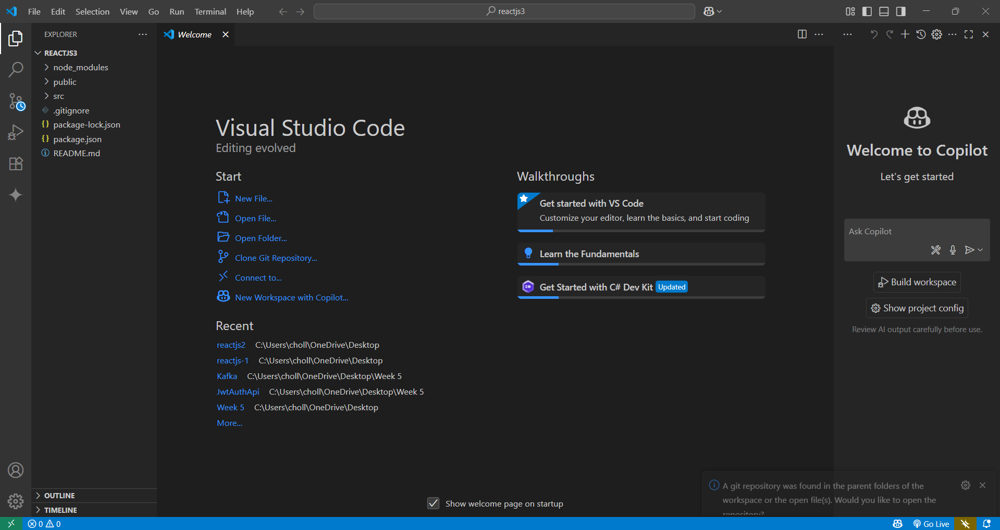 File Edit Selection View Go Run Terminal Help
reactjs3
EXPLORER
REACTJS3
node_modules
public
src
.gitignore
package-lock.json
package.json
README.md
OUTLINE
TIMELINE
Welcome
Visual Studio Code
Editing evolved
Start
New File...
Open File...
Open Folder...
Clone Git Repository...
Connect to...
New Workspace with Copilot...
Recent
reactjs2 C:\Users\choll\OneDrive\Desktop
reactjs-1 C:\Users\choll\OneDrive\Desktop
Kafka C:\Users\choll\OneDrive\Desktop\Week 5
JwtAuthApi C:\Users\choll\OneDrive\Desktop\Week 5
Week 5 C:\Users\choll\OneDrive\Desktop
More...
Walkthroughs
Get started with VS Code
Customize your editor, learn the basics, and start coding
Learn the Fundamentals
Get Started with C# Dev Kit Updated
Show welcome page on startup
Welcome to Copilot
Let's get started
Ask Copilot
Build workspace
Show project config
Review AI output carefully before use.
A git repository was found in the parent folders of the
workspace or the open file(s). Would you like to open the
repository?
0 0
Go Live